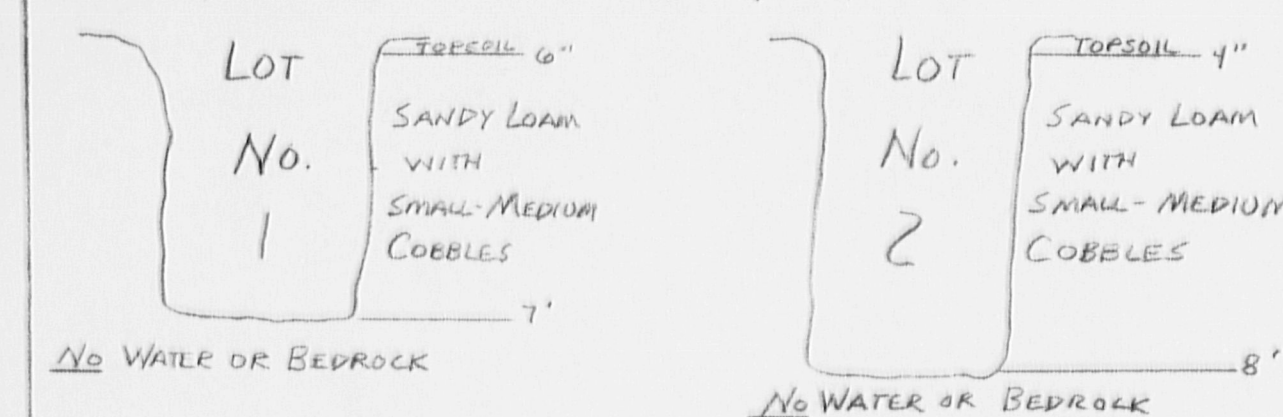 LOT
No.
1
TOPSOIL 6"
SANDY LOAM
WITH
SMALL-MEDIUM
COBBLES
7'
No WATER OR BEDROCK
LOT
No.
2
TOPSOIL 4"
SANDY LOAM
WITH
SMALL-MEDIUM
COBBLES
8'
No WATER OR BEDROCK